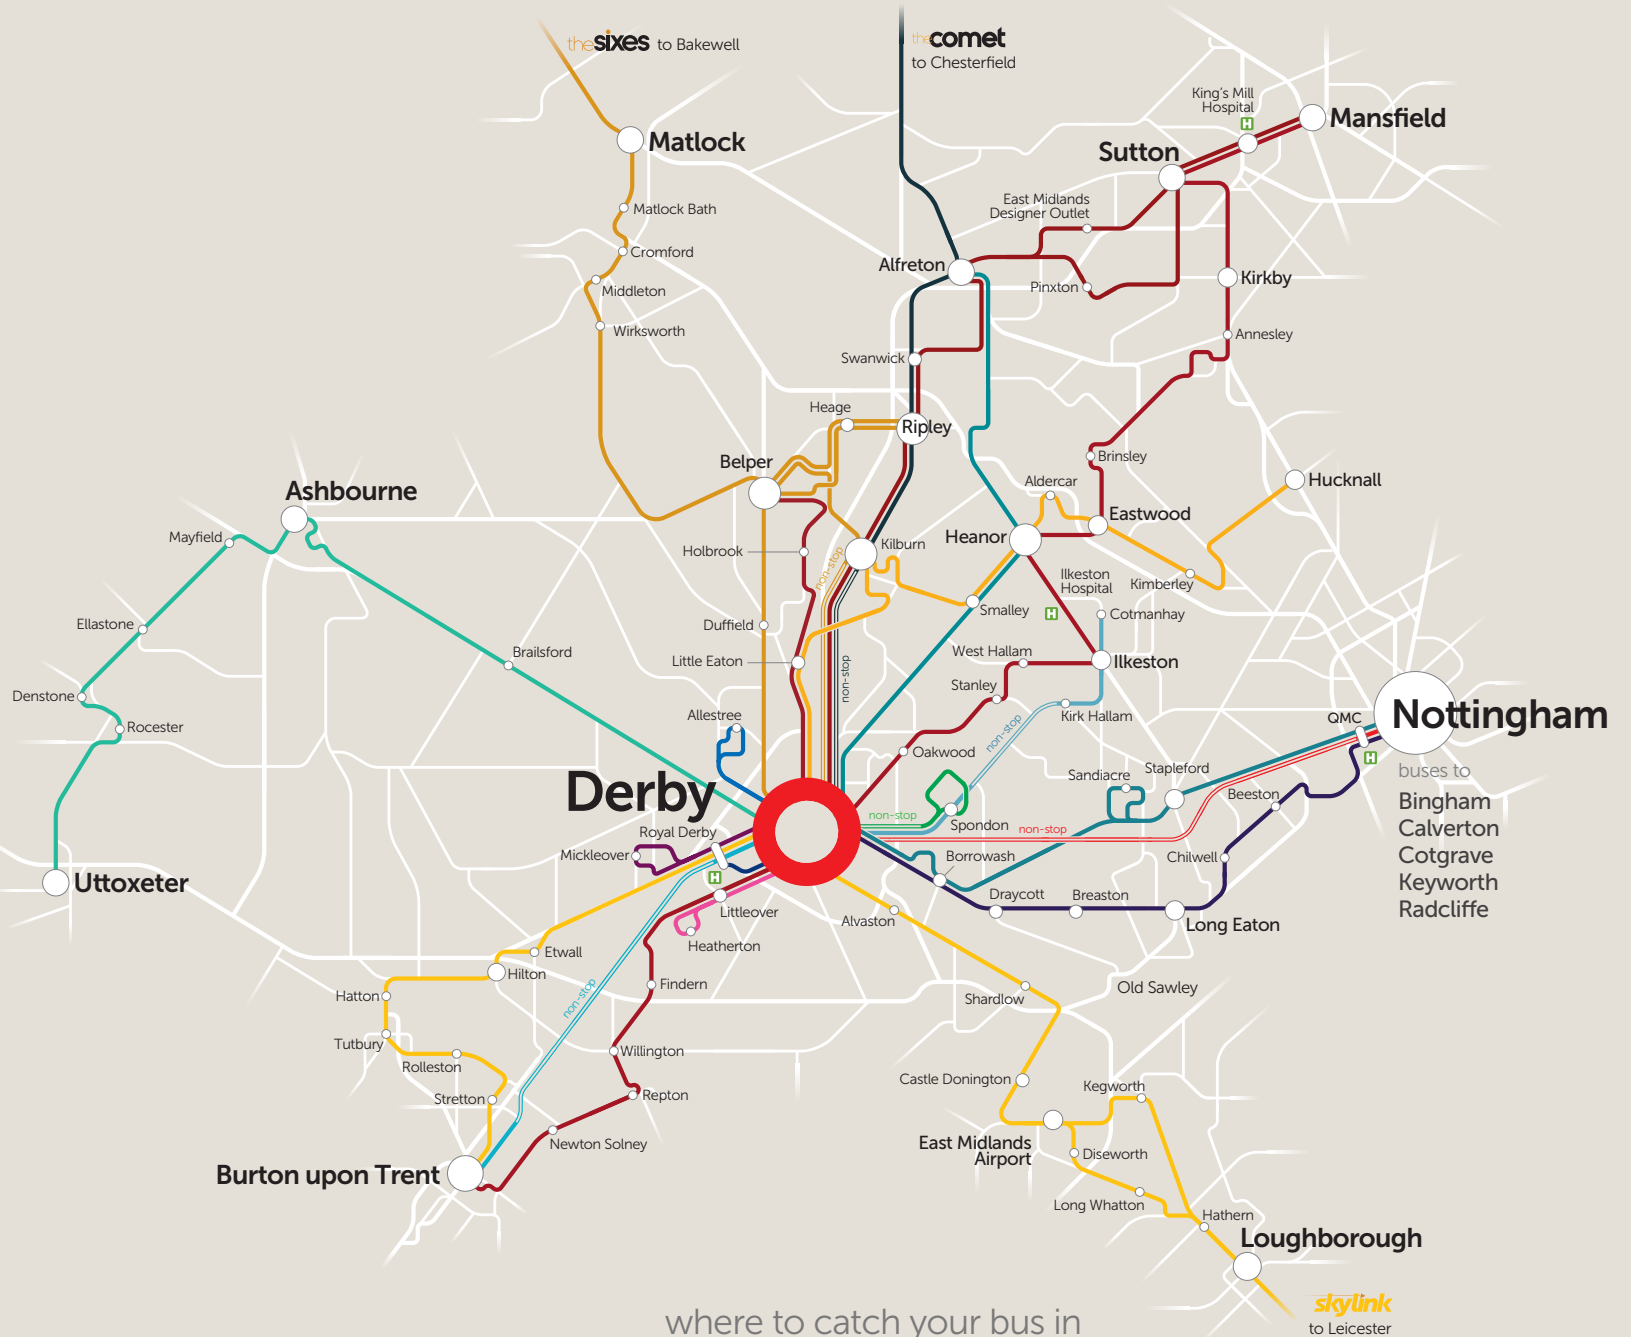 thesixes to Bakewell
thecomet
to Chesterfield
King's Mill
Hospital
H
Mansfield
Matlock
Sutton
Matlock Bath
East Midlands
Designer Outlet
Cromford
Alfreton
Kirkby
Middleton
Pinxton
Wirksworth
Annesley
Swanwick
Heage
Ripley
Belper
Brinsley
Aldercar
Hucknall
Ashbourne
Eastwood
Mayfield
Heanor
Holbrook
non-stop
Kilburn
Ilkeston
Hospital
H
Kimberley
Smalley
Cotmanhay
Ellastone
Duffield
Brailsford
Little Eaton
non-stop
West Hallam
Ilkeston
Stanley
Denstone
Rocester
Allestree
Kirk Hallam
non-stop
QMC
Nottingham
H
Oakwood
Derby
Sandiacre
Stapleford
buses to
Bingham
Calverton
Cotgrave
Keyworth
Radcliffe
Beeston
non-stop
Spondon
non-stop
Royal Derby
Mickleover
H
Borrowash
Chilwell
Uttoxeter
Draycott
Breaston
Littleover
Alvaston
Long Eaton
Heatherton
Etwall
Hilton
Findern
non-stop
Hatton
Shardlow
Old Sawley
Tutbury
Rolleston
Willington
Stretton
Repton
Castle Donington
Kegworth
Newton Solney
East Midlands
Airport
Diseworth
Burton upon Trent
Long Whatton
Hathern
Loughborough
skylink
to Leicester
where to catch your bus in